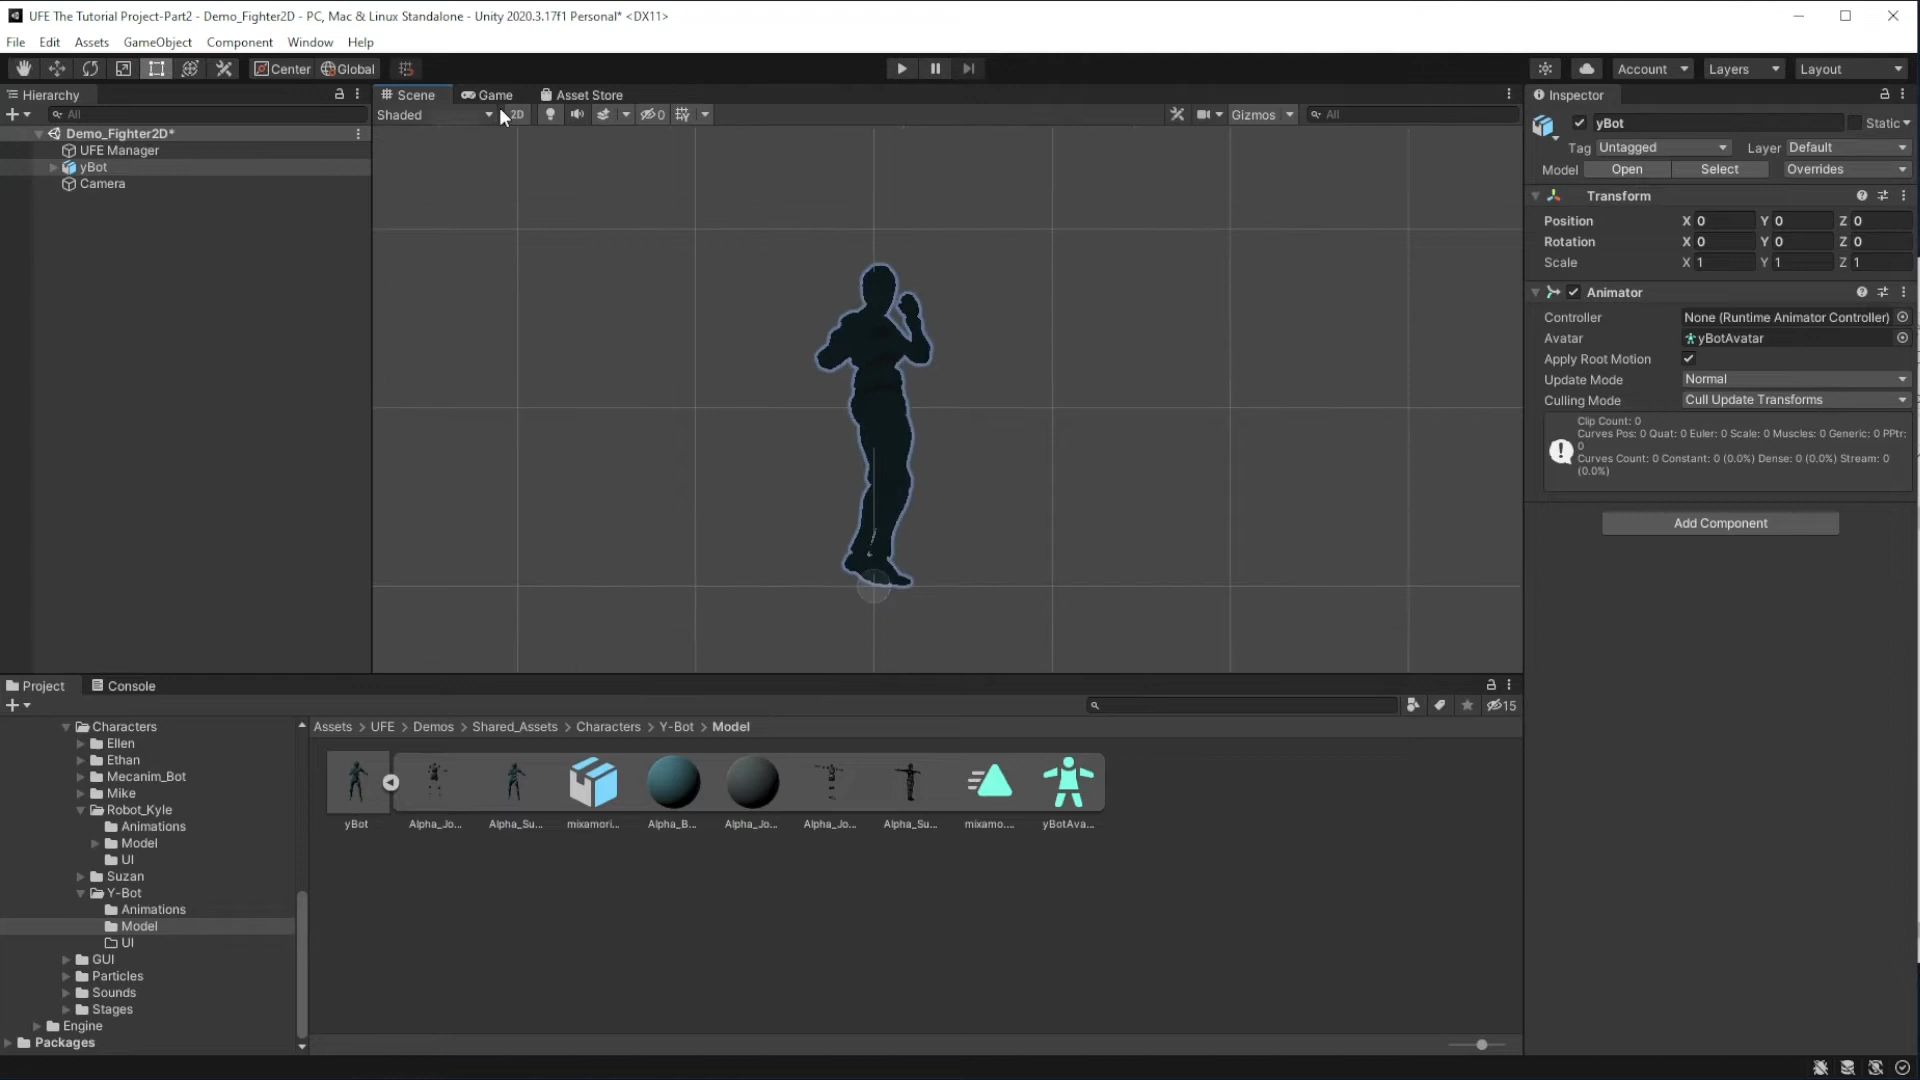 UFE The Tutorial Project-Part2 - Demo_Fighter2D - PC, Mac & Linux Standalone - Unity 2020.3.17f1 Personal* <DX11>
File Edit Assets GameObject Component Window Help
Center Global Account Layers Layout
Hierarchy
All
Demo_Fighter2D*
UFE Manager
yBot
Camera
Scene Game Asset Store
Shaded 2D 0 Gizmos All
Inspector
yBot Static
Tag Untagged Layer Default
Model Open Select Overrides
Transform
Position X 0 Y 0 Z 0
Rotation X 0 Y 0 Z 0
Scale X 1 Y 1 Z 1
Animator
Controller None (Runtime Animator Controller)
Avatar yBotAvatar
Apply Root Motion
Update Mode Normal
Culling Mode Cull Update Transforms
Clip Count: 0
Curves Pos: 0 Quat: 0 Euler: 0 Scale: 0 Muscles: 0 Generic: 0 PPtr:
0
Curves Count: 0 Constant: 0 (0.0%) Dense: 0 (0.0%) Stream: 0
(0.0%)
Add Component
Project Console
15
Characters
Ellen
Ethan
Mecanim_Bot
Mike
Robot_Kyle
Animations
Model
UI
Suzan
Y-Bot
Animations
Model
UI
GUI
Particles
Sounds
Stages
Engine
Packages
Assets > UFE > Demos > Shared_Assets > Characters > Y-Bot > Model
yBot Alpha_Jo... Alpha_Su... mixamori... Alpha_B... Alpha_Jo... Alpha_Jo... Alpha_Su... mixamo.... yBotAva...